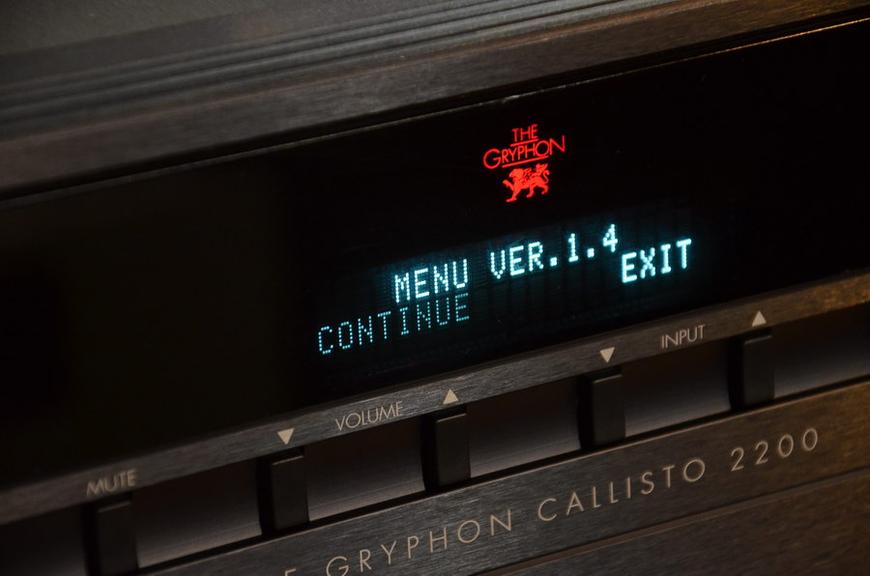 THE
GRYPHON
MENU VER.1.4
CONTINUE EXIT
MUTE ▼ VOLUME ▲ ▼ INPUT ▲
GRYPHON CALLISTO 2200